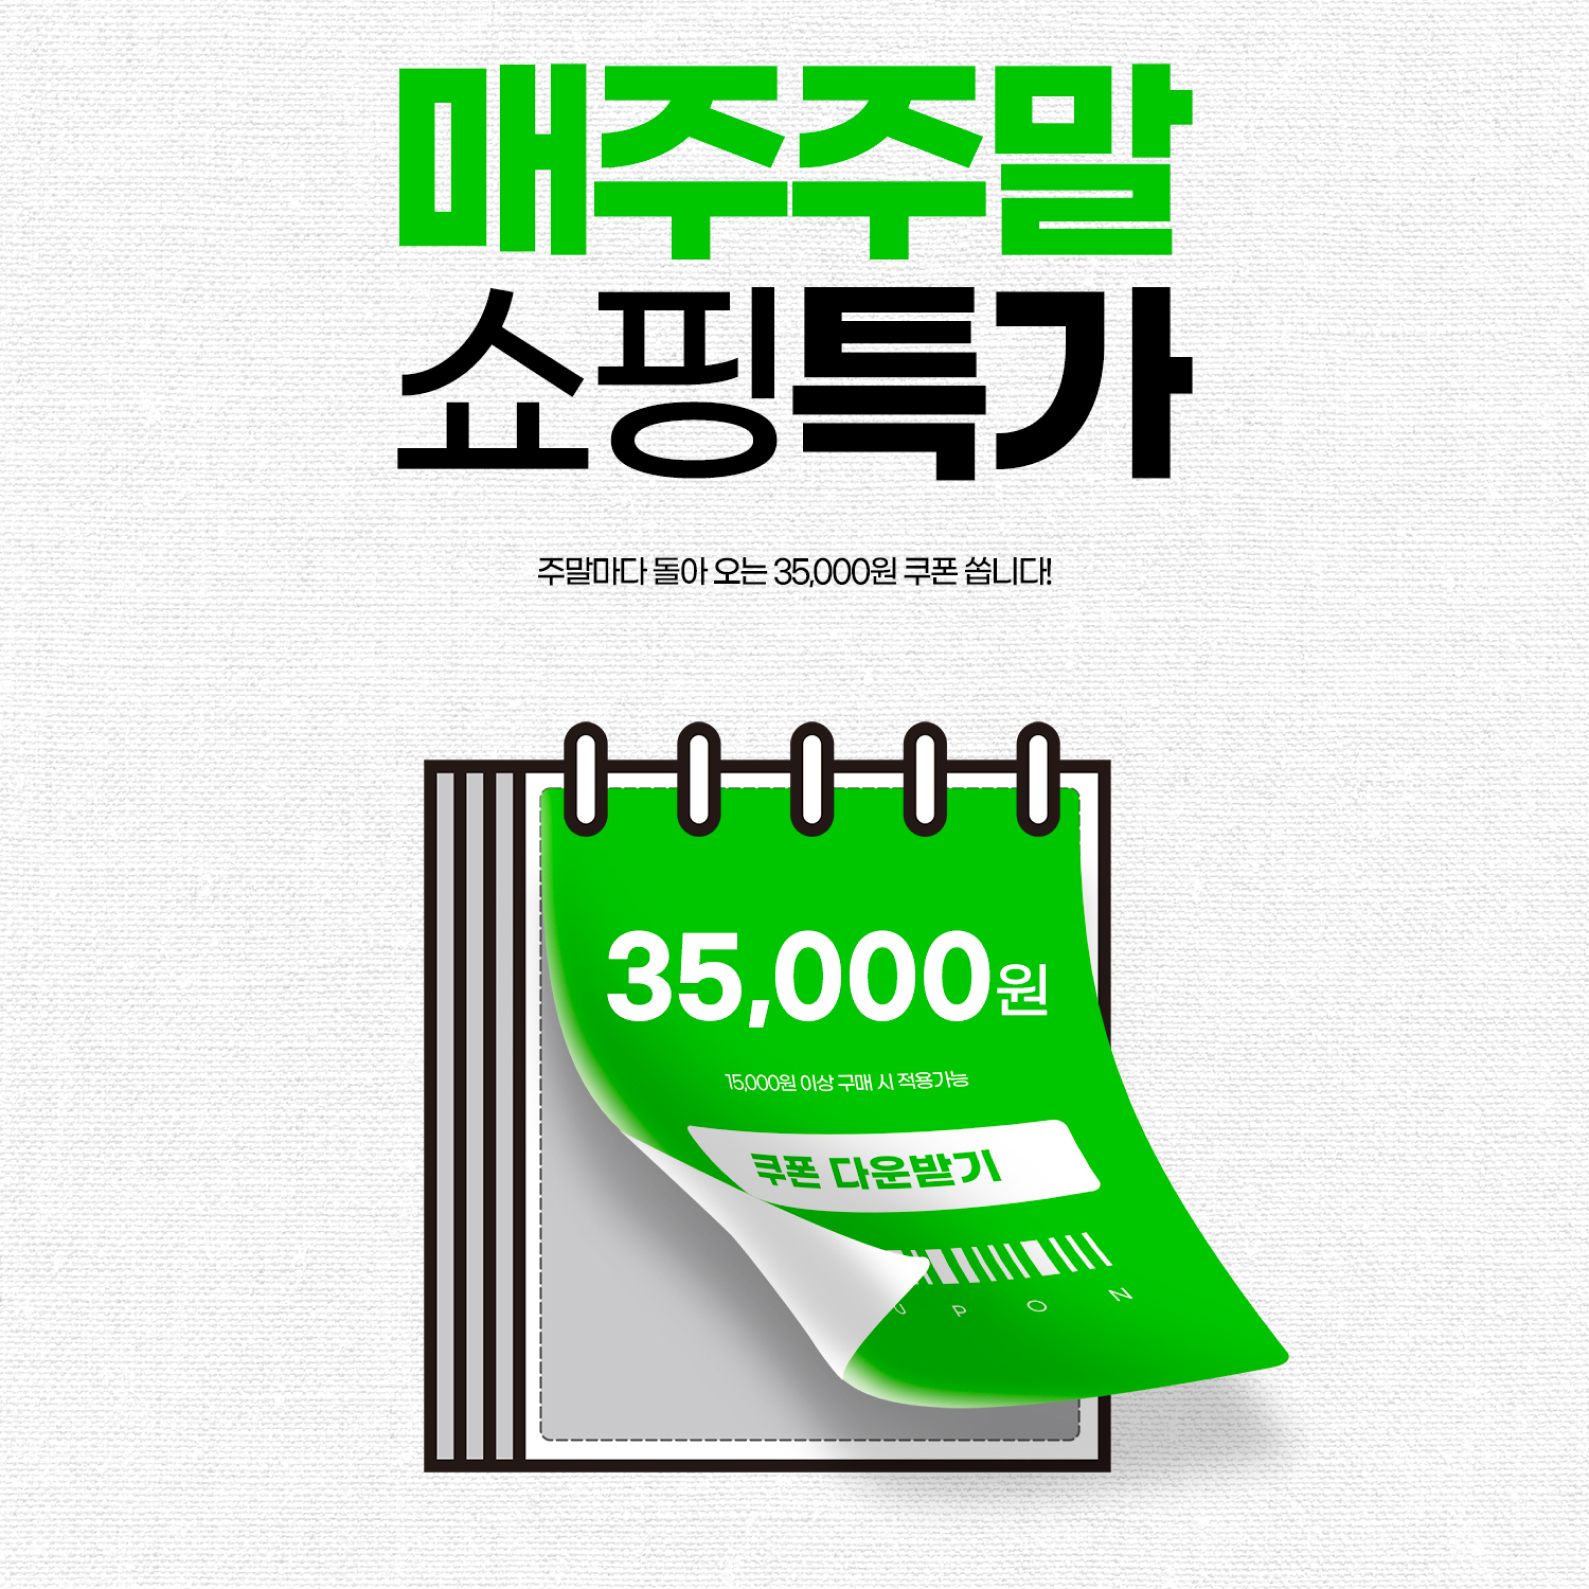 매주주말
쇼핑특가
주말마다 돌아 오는 35,000원 쿠폰 쏩니다!
35,000원
15,000원 이상 구매 시 적용가능
쿠폰 다운받기
U P O N